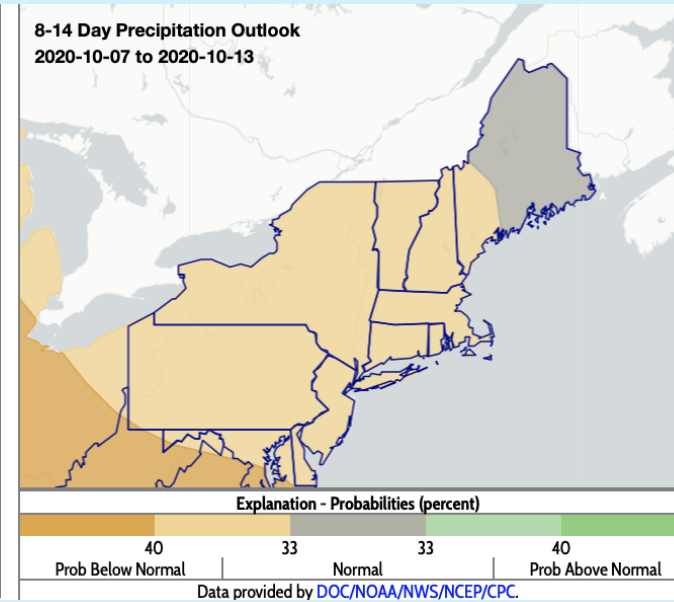 8-14 Day Precipitation Outlook
2020-10-07 to 2020-10-13
Explanation - Probabilities (percent)
40 33 33 40
Prob Below Normal Normal Prob Above Normal
Data provided by DOC/NOAA/NWS/NCEP/CPC.